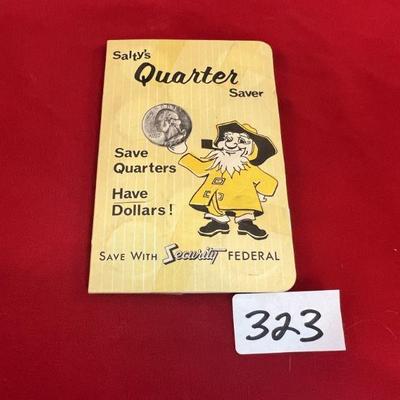 Salty's
Quarter
Saver
Save
Quarters
Have
Dollars!
SAVE WITH Security FEDERAL
323